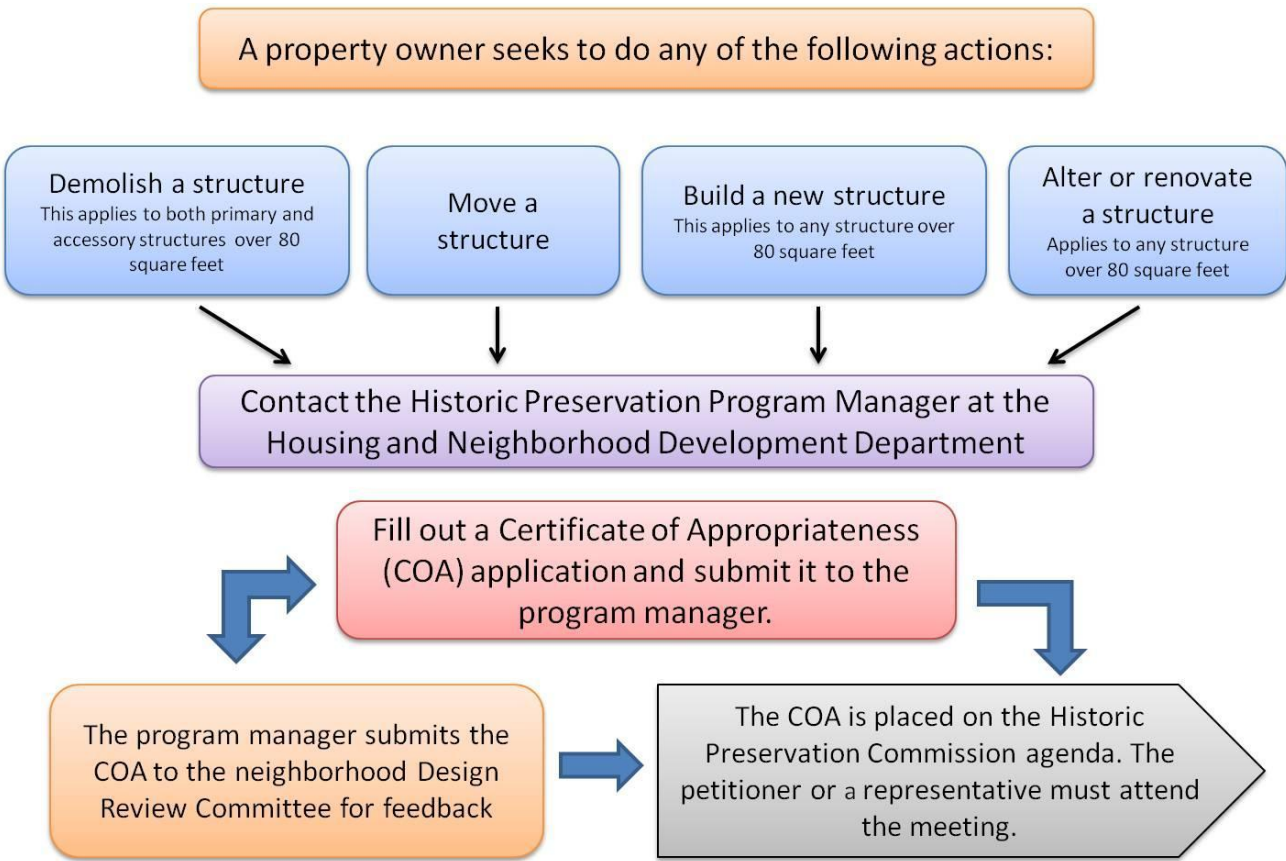 A property owner seeks to do any of the following actions:
Demolish a structure
This applies to both primary and
accessory structures over 80
square feet
Move a
structure
Build a new structure
This applies to any structure over
80 square feet
Alter or renovate
a structure
Applies to any structure
over 80 square feet
Contact the Historic Preservation Program Manager at the
Housing and Neighborhood Development Department
Fill out a Certificate of Appropriateness
(COA) application and submit it to the
program manager.
The program manager submits the
COA to the neighborhood Design
Review Committee for feedback
The COA is placed on the Historic
Preservation Commission agenda. The
petitioner or a representative must attend
the meeting.